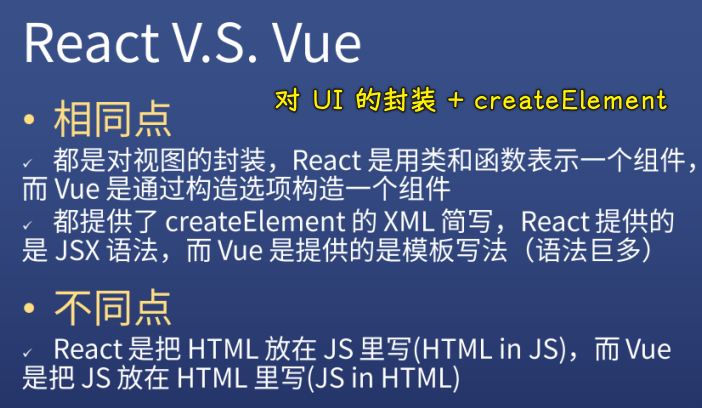 React V.S. Vue
对 UI 的封装 + createElement
• 相同点
✓ 都是对视图的封装，React 是用类和函数表示一个组件，
而 Vue 是通过构造选项构造一个组件
✓ 都提供了 createElement 的 XML 简写，React 提供的
是 JSX 语法，而 Vue 是提供的是模板写法（语法巨多）
• 不同点
✓ React 是把 HTML 放在 JS 里写(HTML in JS)，而 Vue
是把 JS 放在 HTML 里写(JS in HTML)